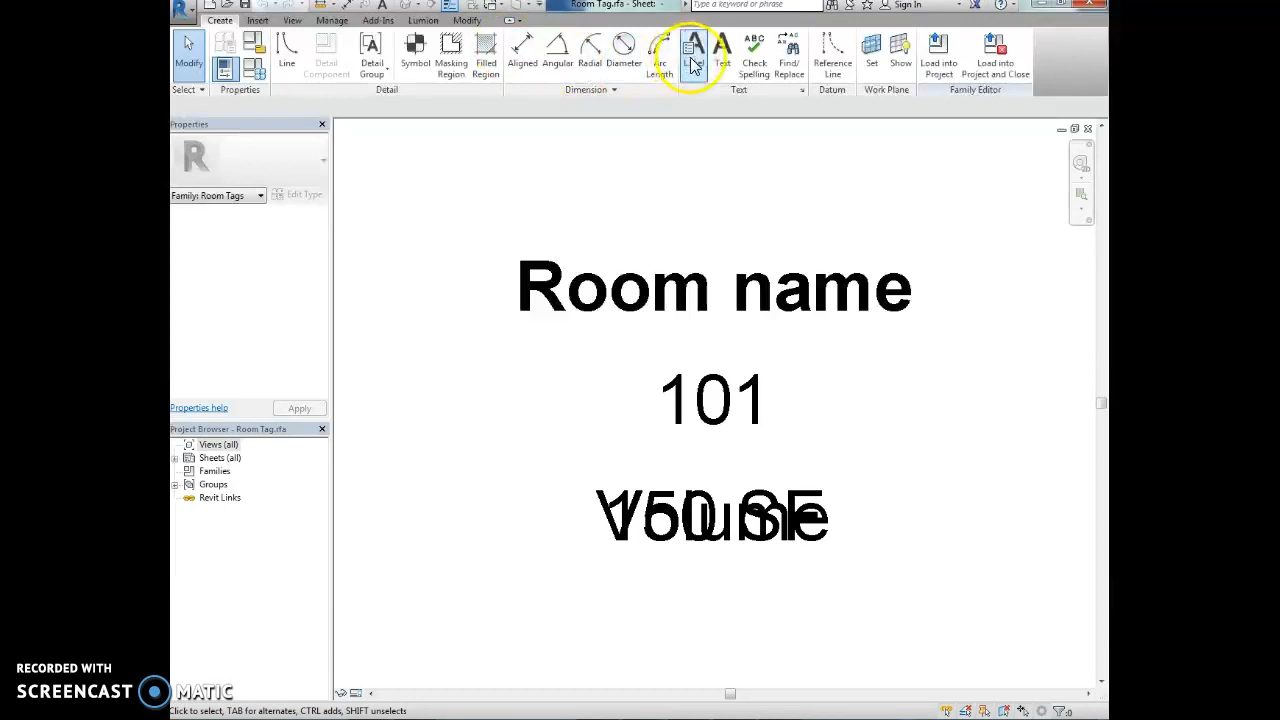 Room Tag.rfa - Sheet:
Type a keyword or phrase
Sign In
Create Insert View Manage Add-Ins Lumion Modify
Modify
Line
Detail Component
Detail Group
Symbol
Masking Region
Filled Region
Aligned
Angular
Radial
Diameter
Arc Length
Label
Text
Check Spelling
Find/ Replace
Reference Line
Set
Show
Load into Project
Load into Project and Close
Select Properties Detail Dimension Text Datum Work Plane Family Editor
Properties
R
Family: Room Tags
Edit Type
Properties help
Apply
Project Browser - Room Tag.rfa
Views (all)
Sheets (all)
Families
Groups
Revit Links
Room name
101
150 SF
Volume
Click to select, TAB for alternates, CTRL adds, SHIFT unselects
:0
RECORDED WITH
SCREENCAST MATIC